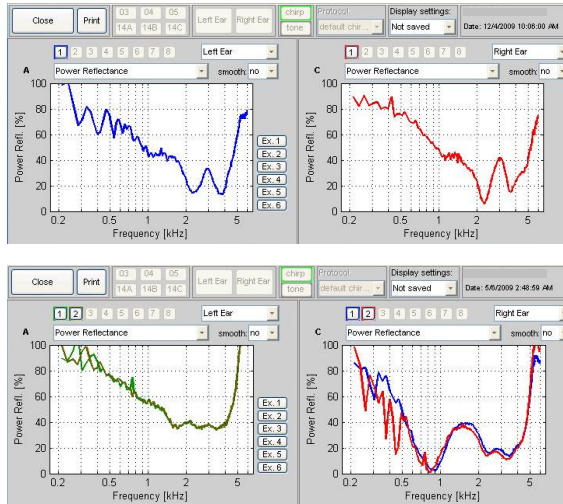 Close Print 03 04 05 Left Ear Right Ear chirp Protocol: Display settings:
14A 14B 14C tone default chir... Not saved Date: 12/4/2009 10:06:00 AM
1 2 3 4 5 6 7 8 Left Ear 1 2 3 4 5 6 7 8 Right Ear
A Power Reflectance smooth: no C Power Reflectance smooth: no
100 100
80 80
60 60
Ex. 1
Ex. 2
40 40
Ex. 3
Ex. 4
20 20
Ex. 5
Ex. 6
0 0
Power Refl. [%] Power Refl. [%]
0.2 0.5 1 2 5 0.2 0.5 1 2 5
Frequency [kHz] Frequency [kHz]
Close Print 03 04 05 Left Ear Right Ear chirp Protocol: Display settings:
14A 14B 14C tone default chir... Not saved Date: 5/6/2009 2:48:59 AM
1 2 3 4 5 6 7 8 Left Ear 1 2 3 4 5 6 7 8 Right Ear
A Power Reflectance smooth: no C Power Reflectance smooth: no
100 100
80 80
60 60
Ex. 1
Ex. 2
40 40
Ex. 3
Ex. 4
20 20
Ex. 5
Ex. 6
0 0
Power Refl. [%] Power Refl. [%]
0.2 0.5 1 2 5 0.2 0.5 1 2 5
Frequency [kHz] Frequency [kHz]